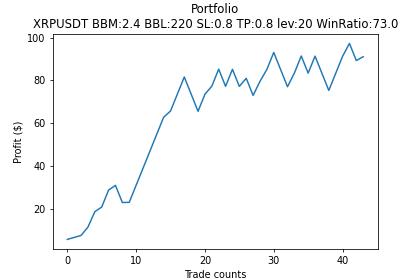 Portfolio
XRPUSDT BBM:2.4 BBL:220 SL:0.8 TP:0.8 lev:20 WinRatio:73.0
100
80
60
40
20
Profit ($)
0 10 20 30 40
Trade counts